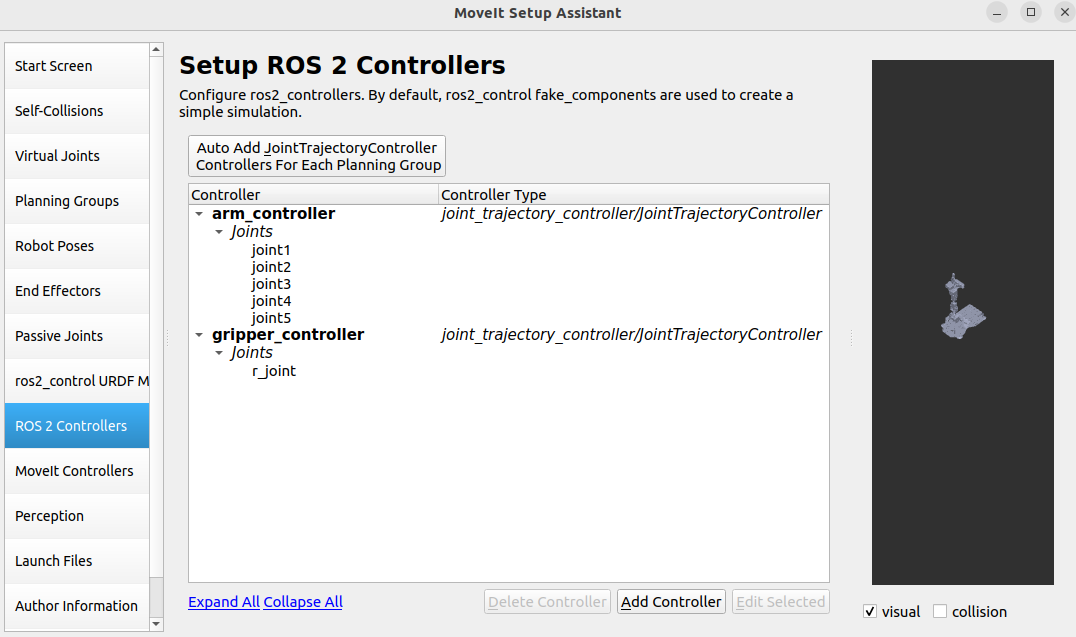 MoveIt Setup Assistant
Start Screen
Self-Collisions
Virtual Joints
Planning Groups
Robot Poses
End Effectors
Passive Joints
ros2_control URDF M
ROS 2 Controllers
MoveIt Controllers
Perception
Launch Files
Author Information
Setup ROS 2 Controllers
Configure ros2_controllers. By default, ros2_control fake_components are used to create a
simple simulation.
Auto Add JointTrajectoryController
Controllers For Each Planning Group
Controller Controller Type
arm_controller joint_trajectory_controller/JointTrajectoryController
Joints
joint1
joint2
joint3
joint4
joint5
gripper_controller joint_trajectory_controller/JointTrajectoryController
Joints
r_joint
Expand All Collapse All Delete Controller Add Controller Edit Selected
visual collision